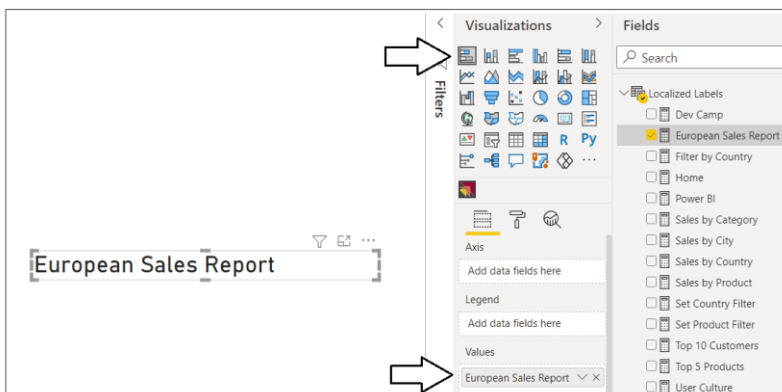 Visualizations
Fields
Search
Filters
Localized Labels
Dev Camp
European Sales Report
Filter by Country
Home
Power BI
Sales by Category
Sales by City
Sales by Country
Sales by Product
Set Country Filter
Set Product Filter
Top 10 Customers
Top 5 Products
User Culture
R Py
123
Axis
Add data fields here
Legend
Add data fields here
Values
European Sales Report
European Sales Report